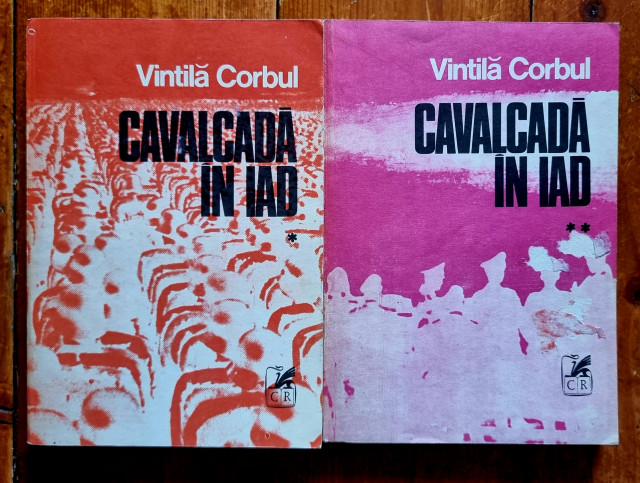 Vintilă Corbul
CAVALCADĂ
ÎN IAD
*
CR
Vintilă Corbul
CAVALCADĂ
ÎN IAD
**
CR